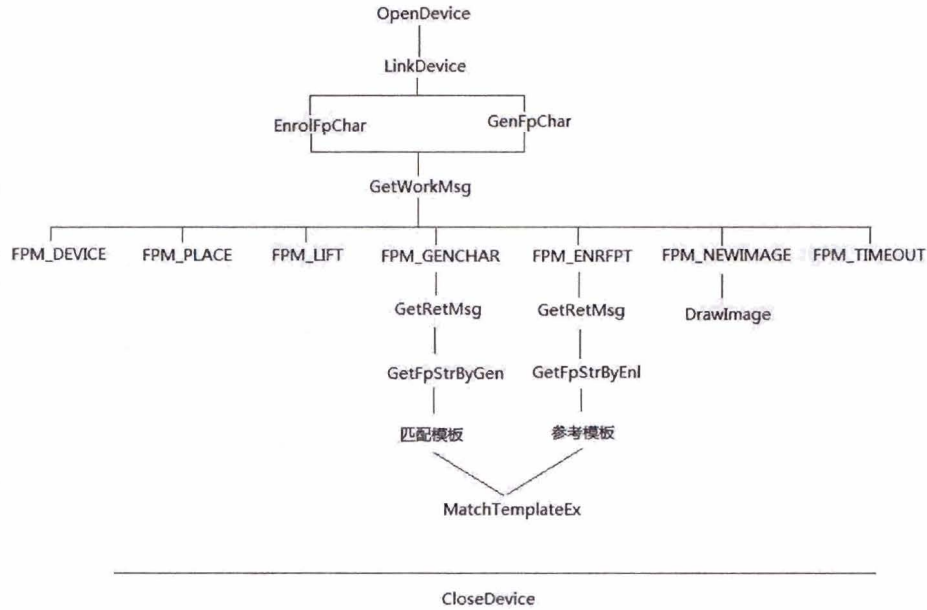 OpenDevice
LinkDevice
EnrolFpChar
GenFpChar
GetWorkMsg
FPM_DEVICE FPM_PLACE FPM_LIFT FPM_GENCHAR FPM_ENRFPT FPM_NEWIMAGE FPM_TIMEOUT
GetRetMsg GetRetMsg DrawImage
GetFpStrByGen GetFpStrByEnl
匹配模板 参考模板
MatchTemplateEx
CloseDevice